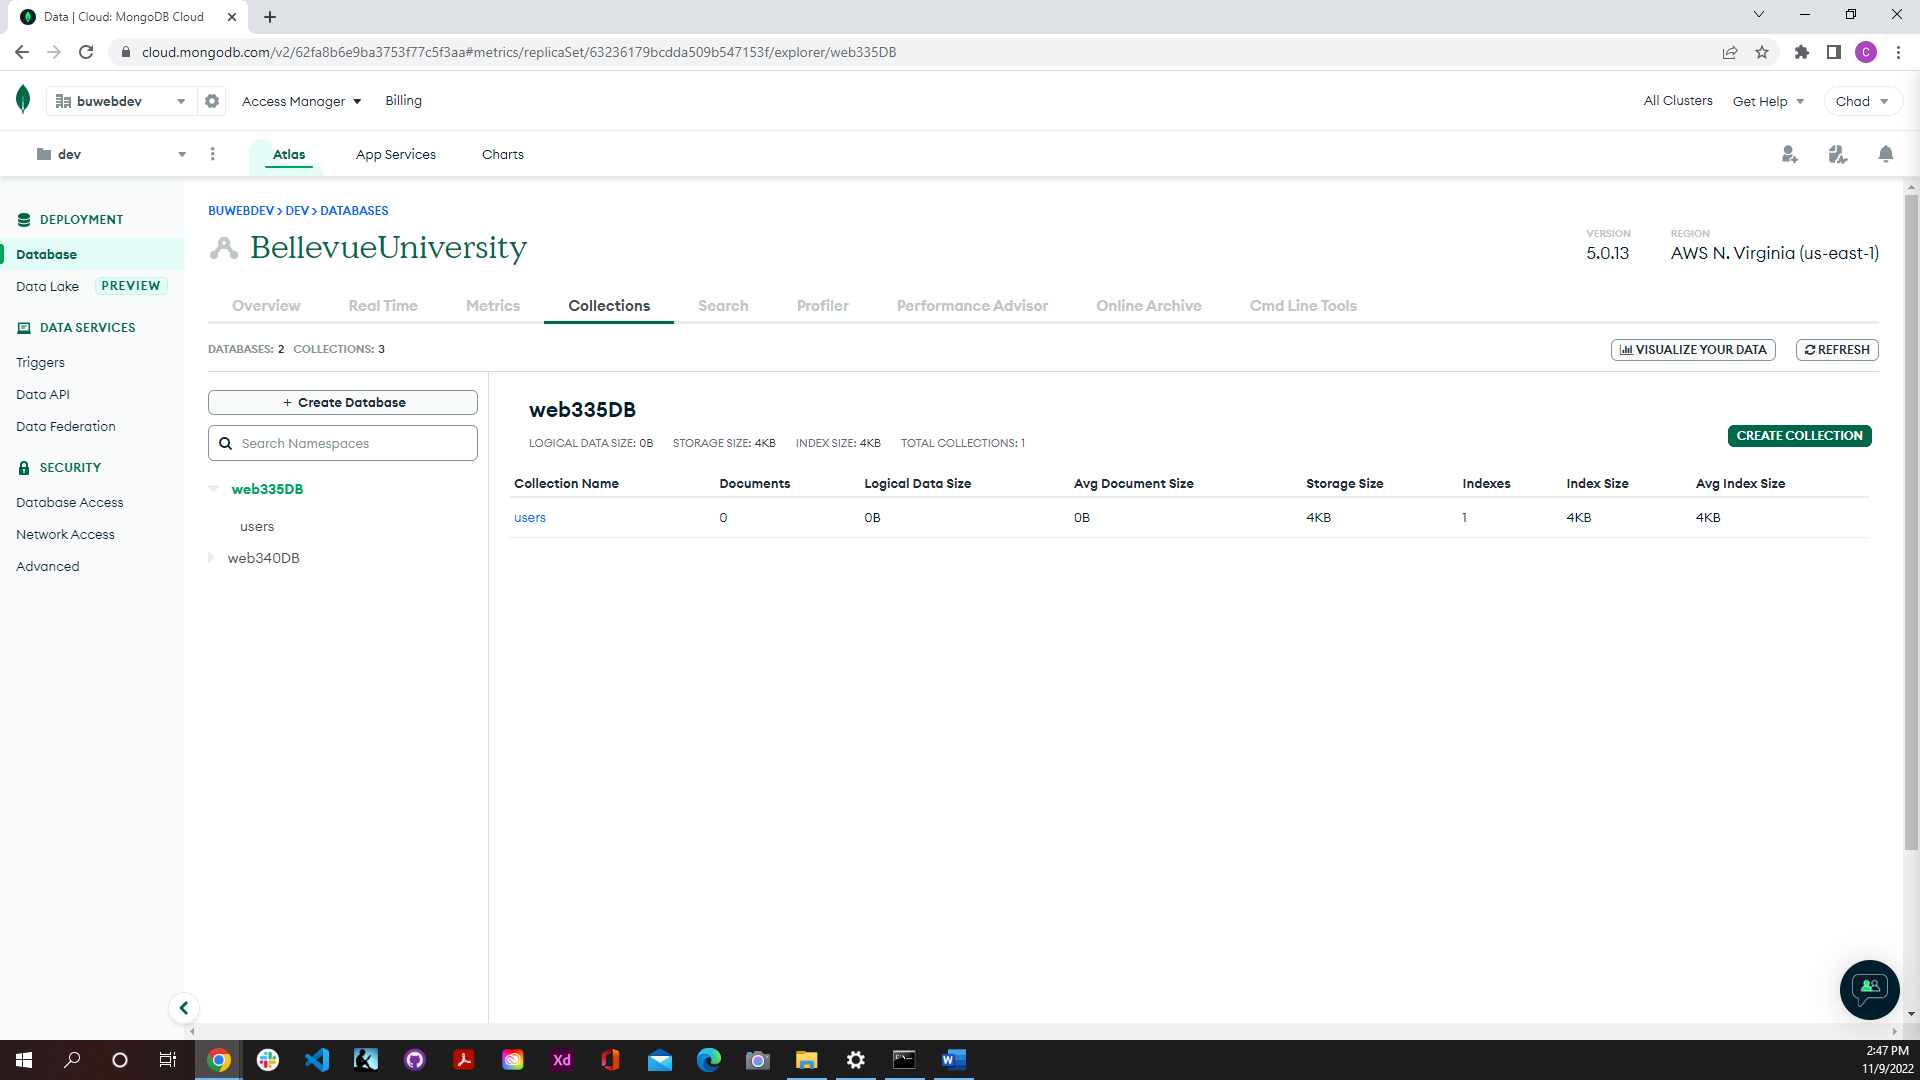 Data | Cloud: MongoDB Cloud
cloud.mongodb.com/v2/62fa8b6e9ba3753f77c5f3aa#metrics/replicaSet/63236179bcdda509b547153f/explorer/web335DB
C
buwebdev
Access Manager
Billing
All Clusters
Get Help
Chad
dev
Atlas
App Services
Charts
DEPLOYMENT
Database
Data Lake PREVIEW
DATA SERVICES
Triggers
Data API
Data Federation
SECURITY
Database Access
Network Access
Advanced
BUWEBDEV > DEV > DATABASES
BellevueUniversity
VERSION
5.0.13
REGION
AWS N. Virginia (us-east-1)
Overview Real Time Metrics Collections Search Profiler Performance Advisor Online Archive Cmd Line Tools
DATABASES: 2 COLLECTIONS: 3
VISUALIZE YOUR DATA
REFRESH
+ Create Database
Search Namespaces
web335DB
users
web340DB
web335DB
LOGICAL DATA SIZE: 0B STORAGE SIZE: 4KB INDEX SIZE: 4KB TOTAL COLLECTIONS: 1
CREATE COLLECTION
Collection Name Documents Logical Data Size Avg Document Size Storage Size Indexes Index Size Avg Index Size
users 0 0B 0B 4KB 1 4KB 4KB
Xd
W
2:47 PM
11/9/2022